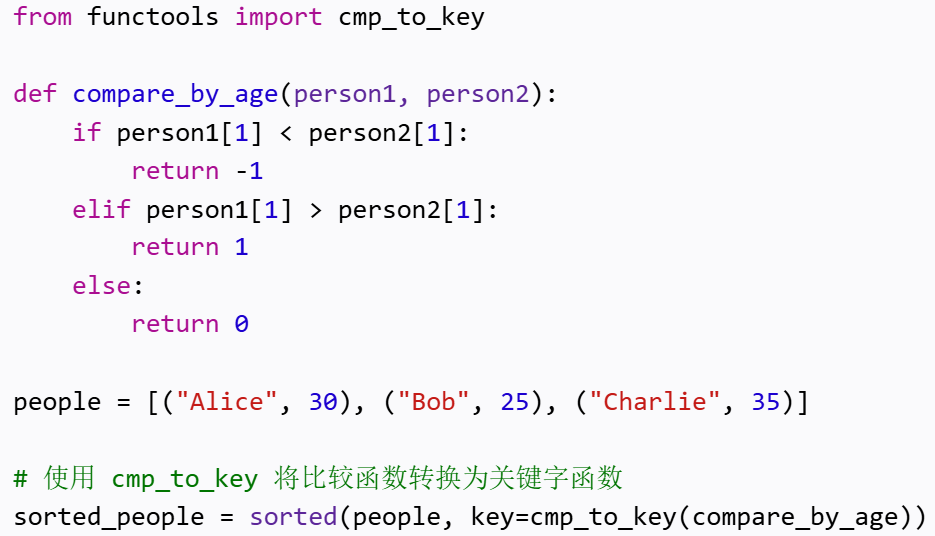 from functools import cmp_to_key
def compare_by_age(person1, person2):
    if person1[1] < person2[1]:
        return -1
    elif person1[1] > person2[1]:
        return 1
    else:
        return 0
people = [("Alice", 30), ("Bob", 25), ("Charlie", 35)]
# 使用 cmp_to_key 将比较函数转换为关键字函数
sorted_people = sorted(people, key=cmp_to_key(compare_by_age))